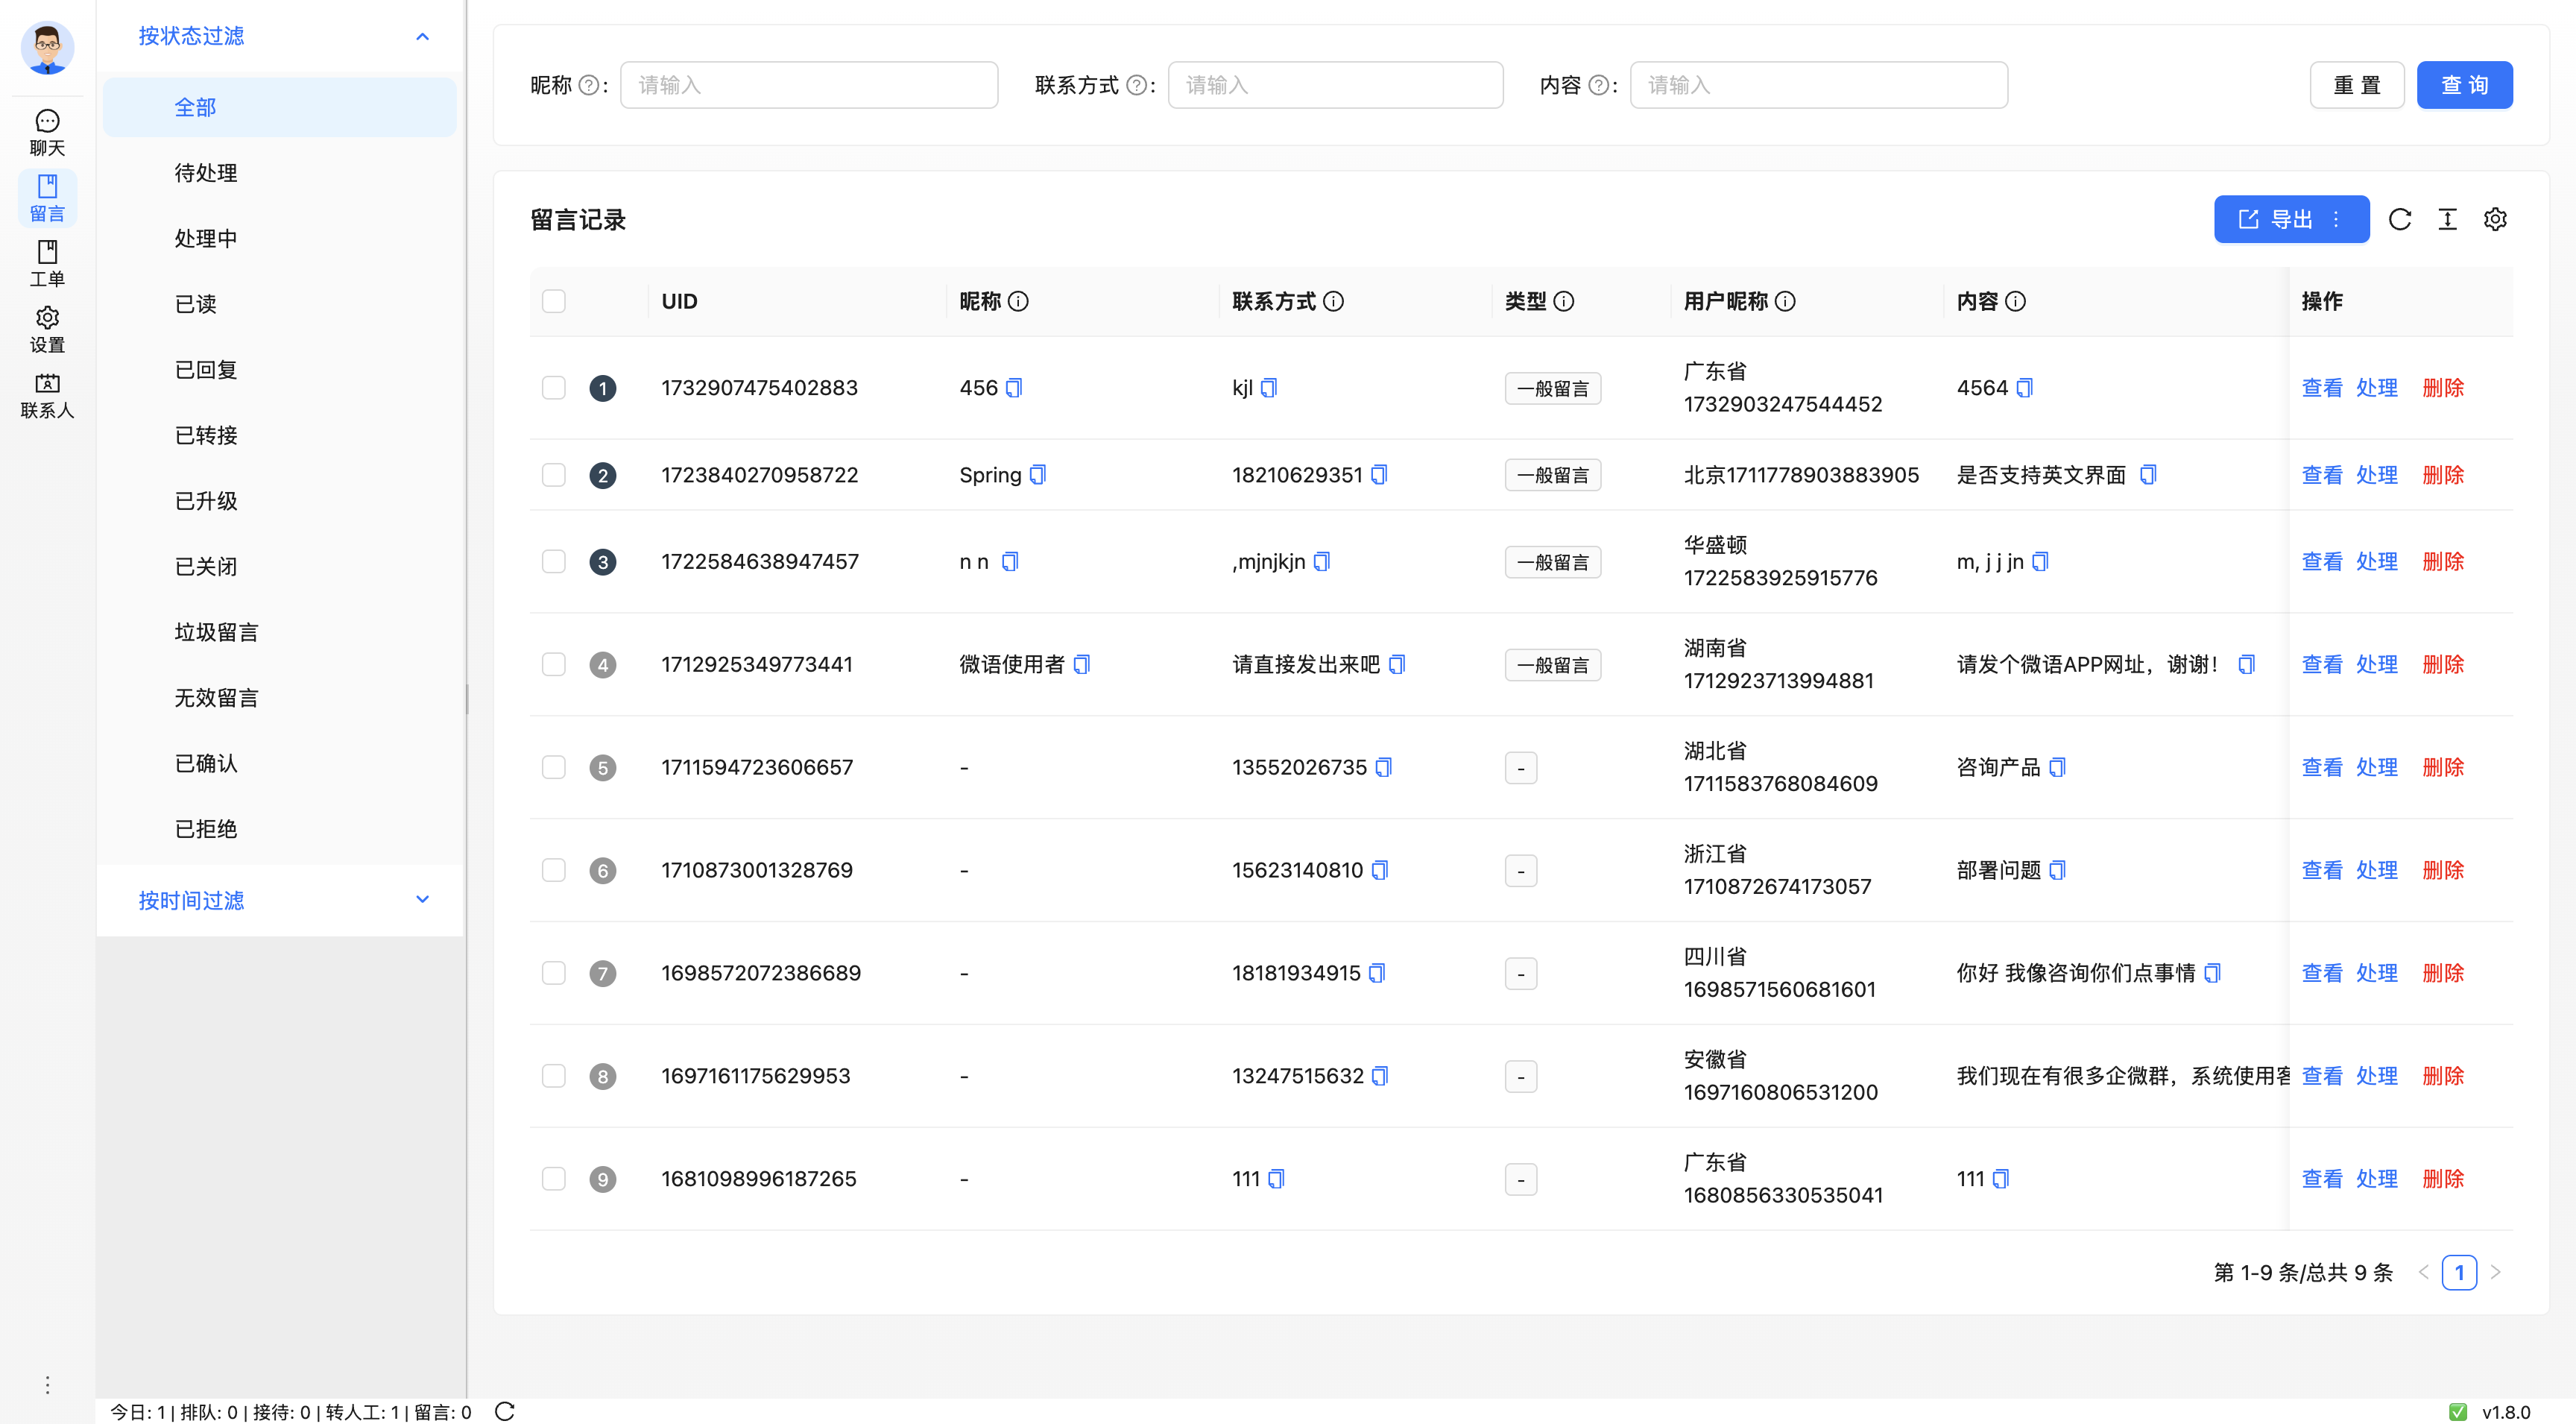 聊天
留言
工单
设置
联系人
按状态过滤
全部
待处理
处理中
已读
已回复
已转接
已升级
已关闭
垃圾留言
无效留言
已确认
已拒绝
按时间过滤
昵称 ? : 请输入 联系方式 ? : 请输入 内容 ? : 请输入 重 置 查 询
留言记录 导出
UID 昵称 联系方式 类型 用户昵称 内容 操作
1 1732907475402883 456 kjl 一般留言 广东省 4564 查看 处理 删除
1732903247544452
2 1723840270958722 Spring 18210629351 一般留言 北京1711778903883905 是否支持英文界面 查看 处理 删除
3 1722584638947457 n n ,mjnjkjn 一般留言 华盛顿 m, j j jn 查看 处理 删除
1722583925915776
4 1712925349773441 微语使用者 请直接发出来吧 一般留言 湖南省 请发个微语APP网址，谢谢！ 查看 处理 删除
1712923713994881
5 1711594723606657 - 13552026735 - 湖北省 咨询产品 查看 处理 删除
1711583768084609
6 1710873001328769 - 15623140810 - 浙江省 部署问题 查看 处理 删除
1710872674173057
7 1698572072386689 - 18181934915 - 四川省 你好 我像咨询你们点事情 查看 处理 删除
1698571560681601
8 1697161175629953 - 13247515632 - 安徽省 我们现在有很多企微群，系统使用客 查看 处理 删除
1697160806531200
9 1681098996187265 - 111 - 广东省 111 查看 处理 删除
1680856330535041
第 1-9 条/总共 9 条 < 1 >
今日: 1 | 排队: 0 | 接待: 0 | 转人工: 1 | 留言: 0 v1.8.0